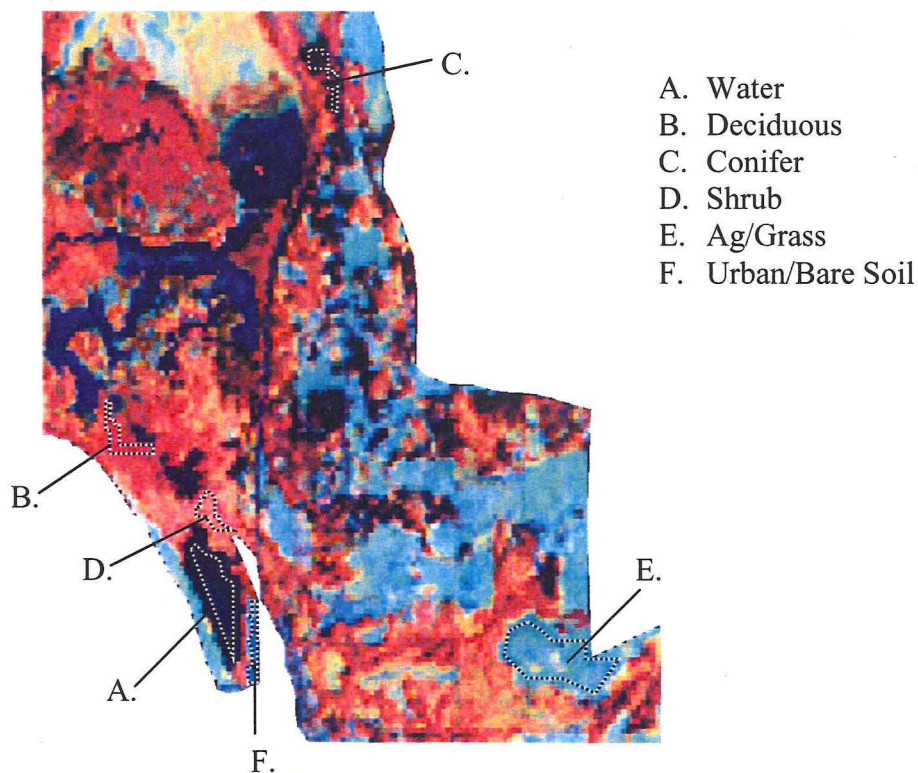 C.
A. Water
B. Deciduous
C. Conifer
D. Shrub
E. Ag/Grass
F. Urban/Bare Soil
B.
D.
E.
A.
F.